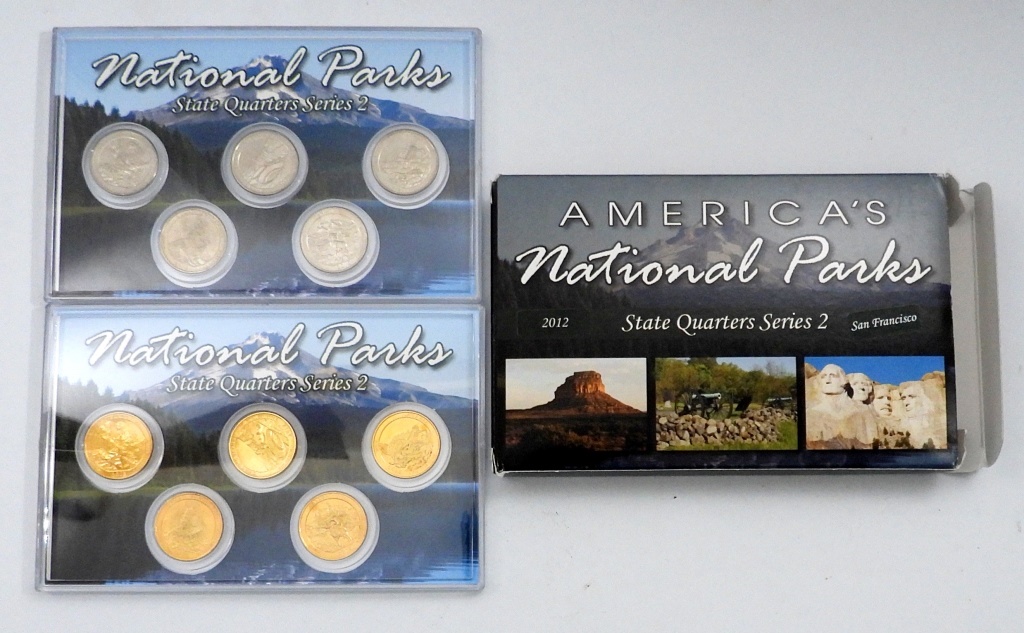 National Parks
State Quarters Series 2
National Parks
State Quarters Series 2
AMERICA'S
National Parks
2012 State Quarters Series 2 San Francisco